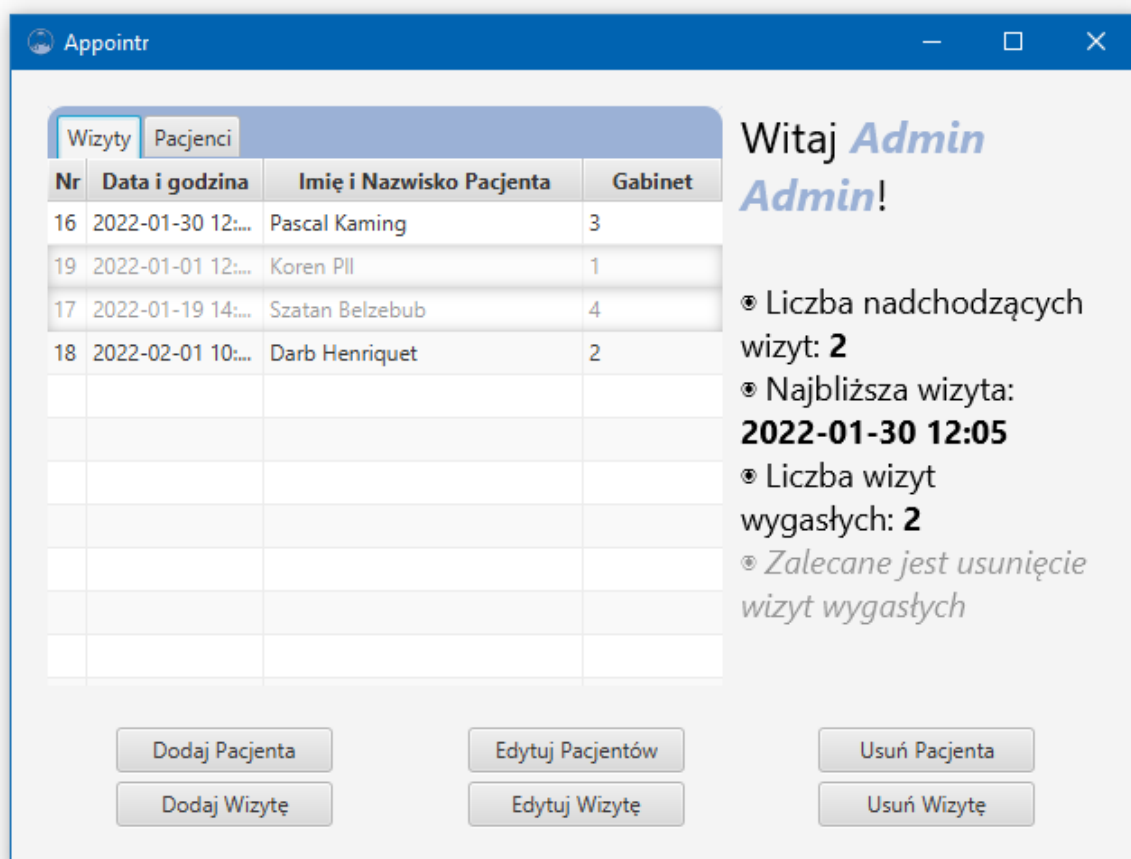 Appointr
Wizyty Pacjenci
Nr Data i godzina Imię i Nazwisko Pacjenta Gabinet
16 2022-01-30 12:... Pascal Kaming 3
19 2022-01-01 12:... Koren Pll 1
17 2022-01-19 14:... Szatan Belzebub 4
18 2022-02-01 10:... Darb Henriquet 2
Witaj Admin
Admin!
Liczba nadchodzących
wizyt: 2
Najbliższa wizyta:
2022-01-30 12:05
Liczba wizyt
wygasłych: 2
Zalecane jest usunięcie
wizyt wygasłych
Dodaj Pacjenta Edytuj Pacjentów Usuń Pacjenta
Dodaj Wizytę Edytuj Wizytę Usuń Wizytę